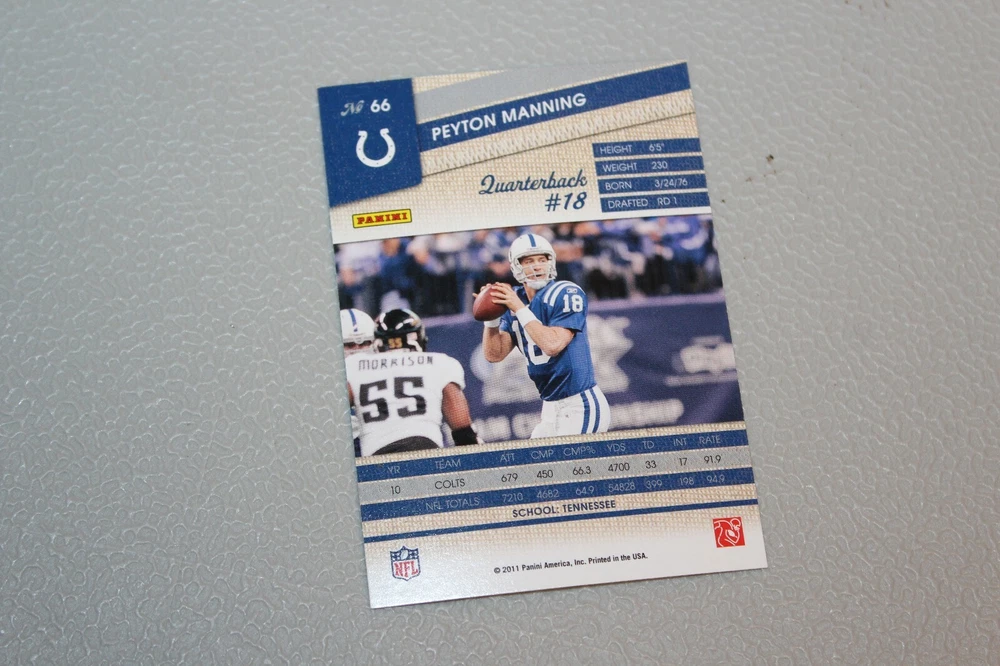 No 66
PEYTON MANNING
Quarterback
#18
HEIGHT 6'5"
WEIGHT 230
BORN 3/24/76
DRAFTED RD 1
PANINI
18
18
55
MORRISON
55
YR TEAM ATT CMP CMP% YDS TD INT RATE
10 COLTS 679 450 66.3 4700 33 17 91.9
NFL TOTALS 7210 4682 64.9 54828 399 198 94.9
SCHOOL: TENNESSEE
NFL
© 2011 Panini America, Inc. Printed in the USA.